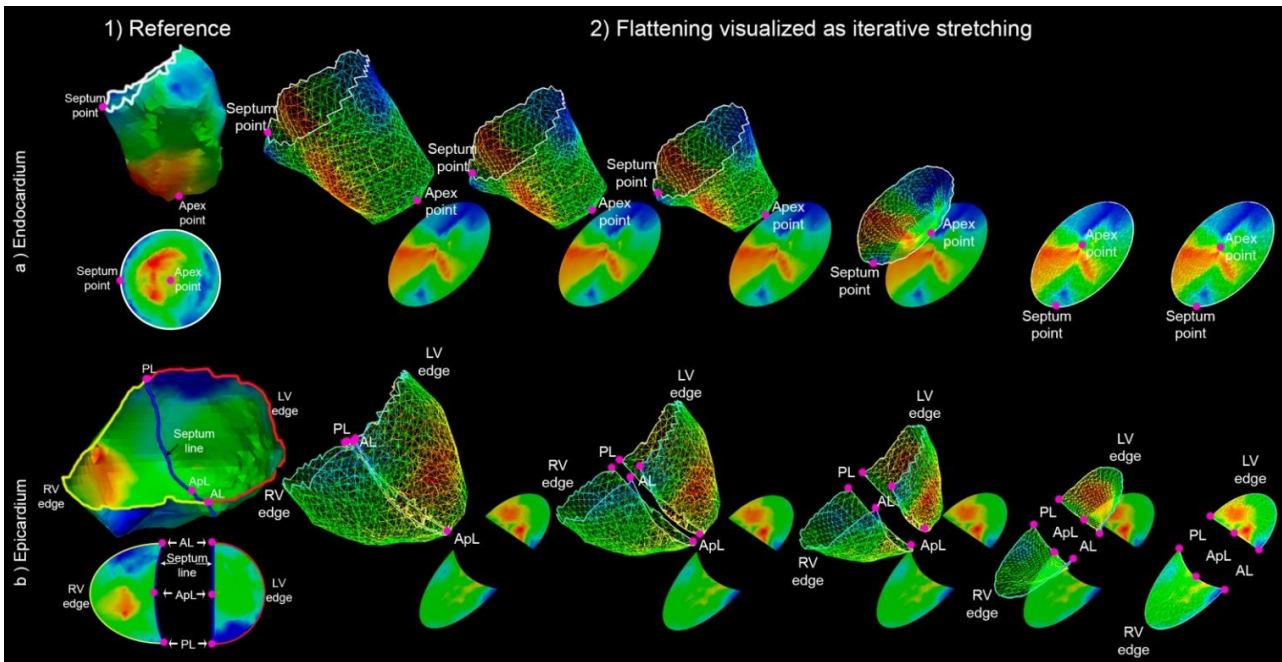 1) Reference
2) Flattening visualized as iterative stretching
a ) Endocardium
Septum
point
Apex
point
Septum
point
Apex
point
Septum
point
Apex
point
Septum
point
Apex
point
Septum
point
Apex
point
Septum
point
Apex
point
Apex
point
Septum
point
Apex
point
Septum
point
b ) Epicardium
PL
LV
edge
Septum
line
ApL
AL
RV
edge
AL
Septum
line
RV
edge
ApL
LV
edge
PL
LV
edge
PL
AL
RV
edge
ApL
LV
edge
PL
AL
RV
edge
ApL
LV
edge
PL
AL
RV
edge
ApL
LV
edge
PL
ApL
AL
RV
edge
LV
edge
PL
ApL
AL
RV
edge